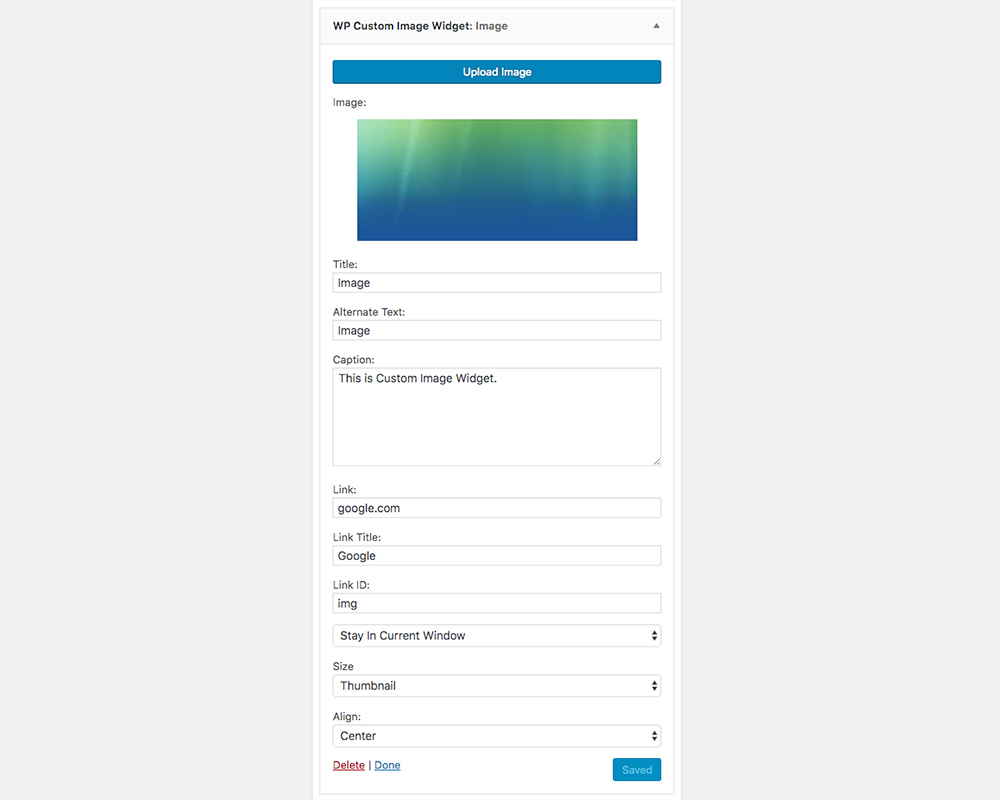 WP Custom Image Widget: Image
Upload Image
Image:
Title:
Image
Alternate Text:
Image
Caption:
This is Custom Image Widget.
Link:
google.com
Link Title:
Google
Link ID:
img
Stay In Current Window
Size
Thumbnail
Align:
Center
Delete | Done
Saved